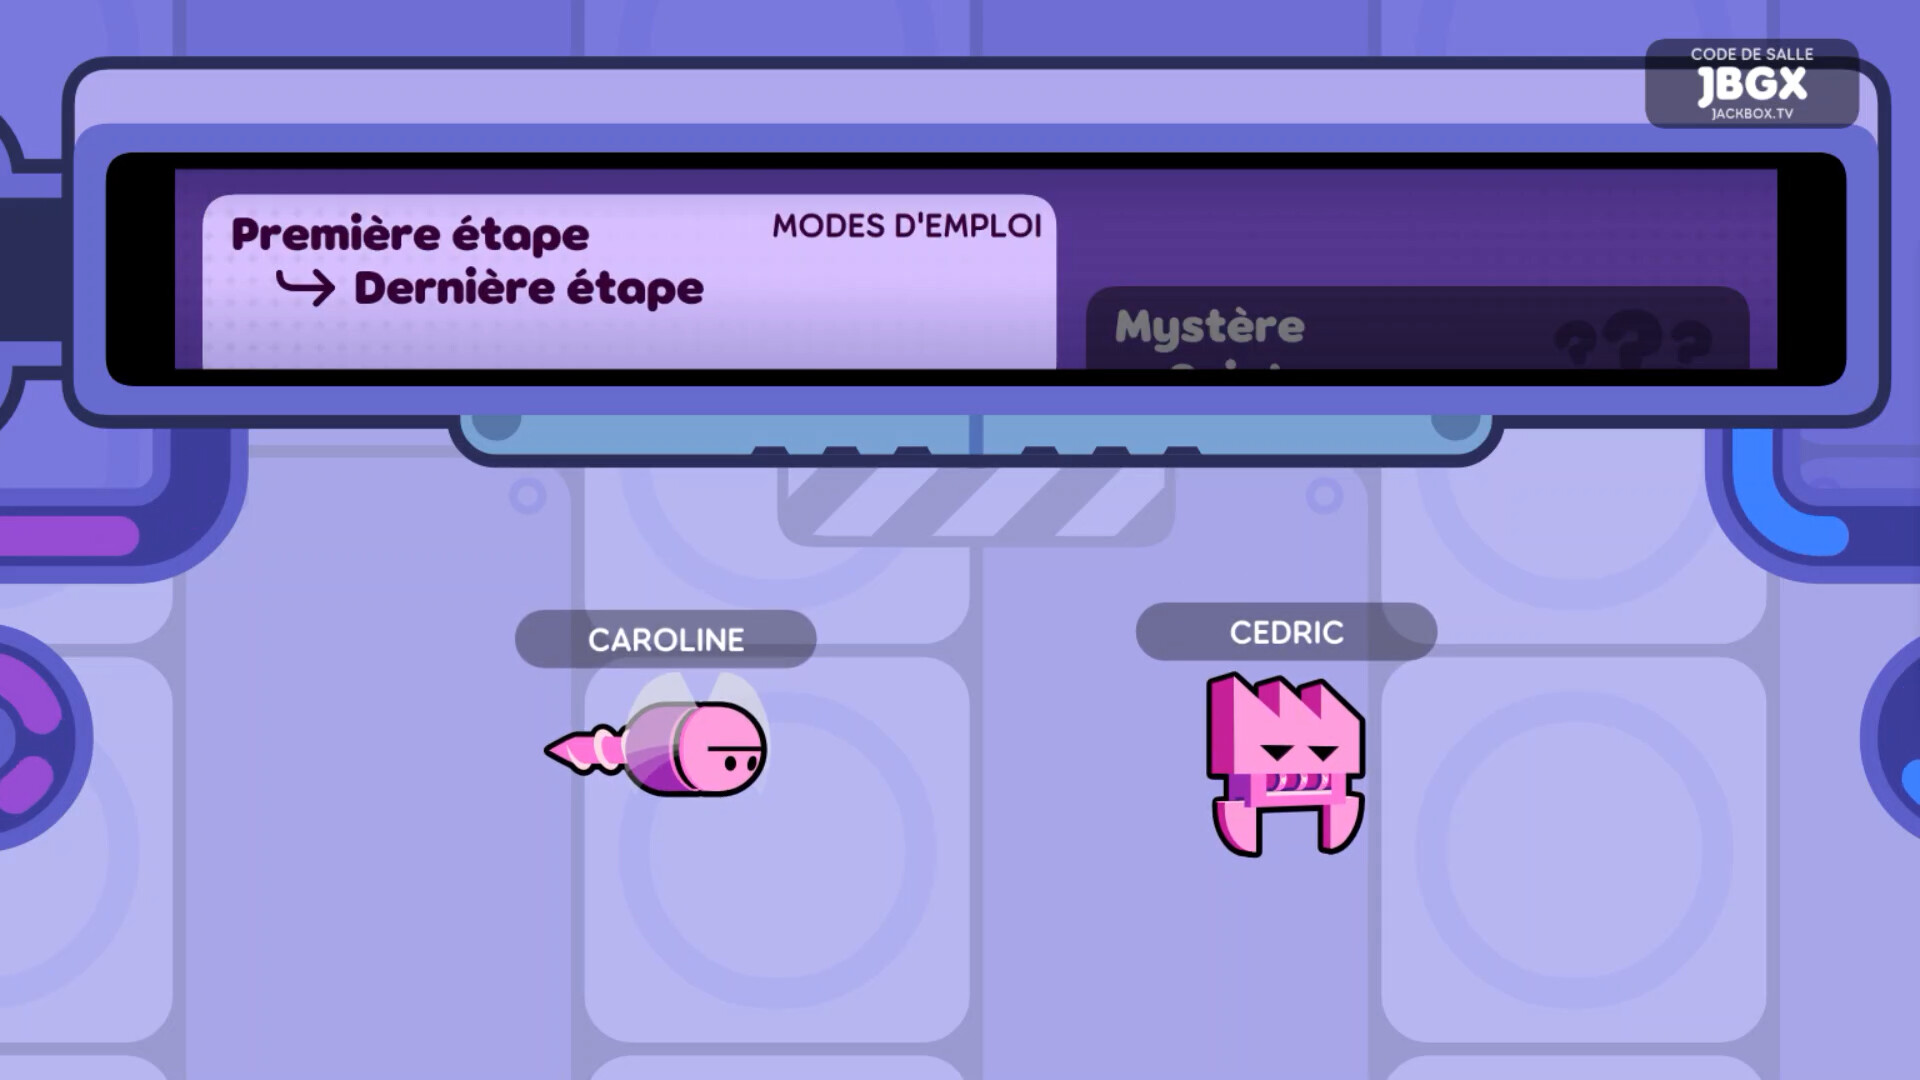 CODE DE SALLE
JBGX
JACKBOX.TV
Première étape
MODES D'EMPLOI
Dernière étape
Mystère
???
CAROLINE
CEDRIC